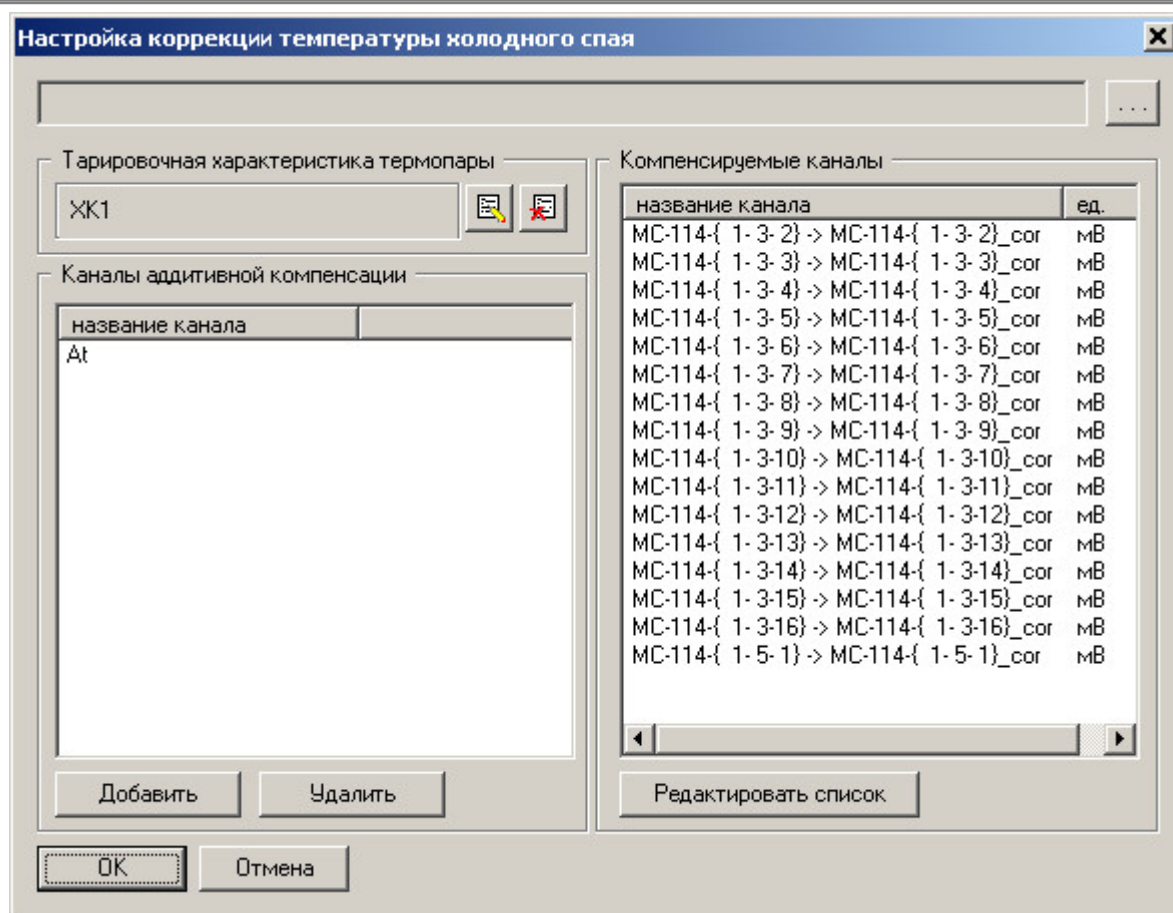 Настройка коррекции температуры холодного спая
...
Тарировочная характеристика термопары
ХК1
Каналы аддитивной компенсации
название канала
At
Добавить Удалить
Компенсируемые каналы
название канала ед.
МС-114-{ 1- 3- 2} -> МС-114-{ 1- 3- 2}_cor мВ
МС-114-{ 1- 3- 3} -> МС-114-{ 1- 3- 3}_cor мВ
МС-114-{ 1- 3- 4} -> МС-114-{ 1- 3- 4}_cor мВ
МС-114-{ 1- 3- 5} -> МС-114-{ 1- 3- 5}_cor мВ
МС-114-{ 1- 3- 6} -> МС-114-{ 1- 3- 6}_cor мВ
МС-114-{ 1- 3- 7} -> МС-114-{ 1- 3- 7}_cor мВ
МС-114-{ 1- 3- 8} -> МС-114-{ 1- 3- 8}_cor мВ
МС-114-{ 1- 3- 9} -> МС-114-{ 1- 3- 9}_cor мВ
МС-114-{ 1- 3-10} -> МС-114-{ 1- 3-10}_cor мВ
МС-114-{ 1- 3-11} -> МС-114-{ 1- 3-11}_cor мВ
МС-114-{ 1- 3-12} -> МС-114-{ 1- 3-12}_cor мВ
МС-114-{ 1- 3-13} -> МС-114-{ 1- 3-13}_cor мВ
МС-114-{ 1- 3-14} -> МС-114-{ 1- 3-14}_cor мВ
МС-114-{ 1- 3-15} -> МС-114-{ 1- 3-15}_cor мВ
МС-114-{ 1- 3-16} -> МС-114-{ 1- 3-16}_cor мВ
МС-114-{ 1- 5- 1} -> МС-114-{ 1- 5- 1}_cor мВ
Редактировать список
OK Отмена